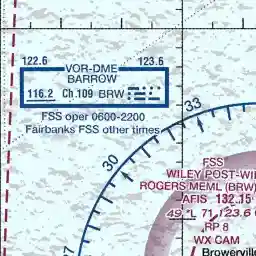 122.6 VOR-DME 123.6
BARROW
116.2 Ch 109 BRW
FSS oper 0600-2200
Fairbanks FSS other times
33
30
FSS
WILEY POST-WI
ROGERS MEML (BRW)
AFIS 132.15
49 L 71 123.6
RP 8
WX CAM
Browervill